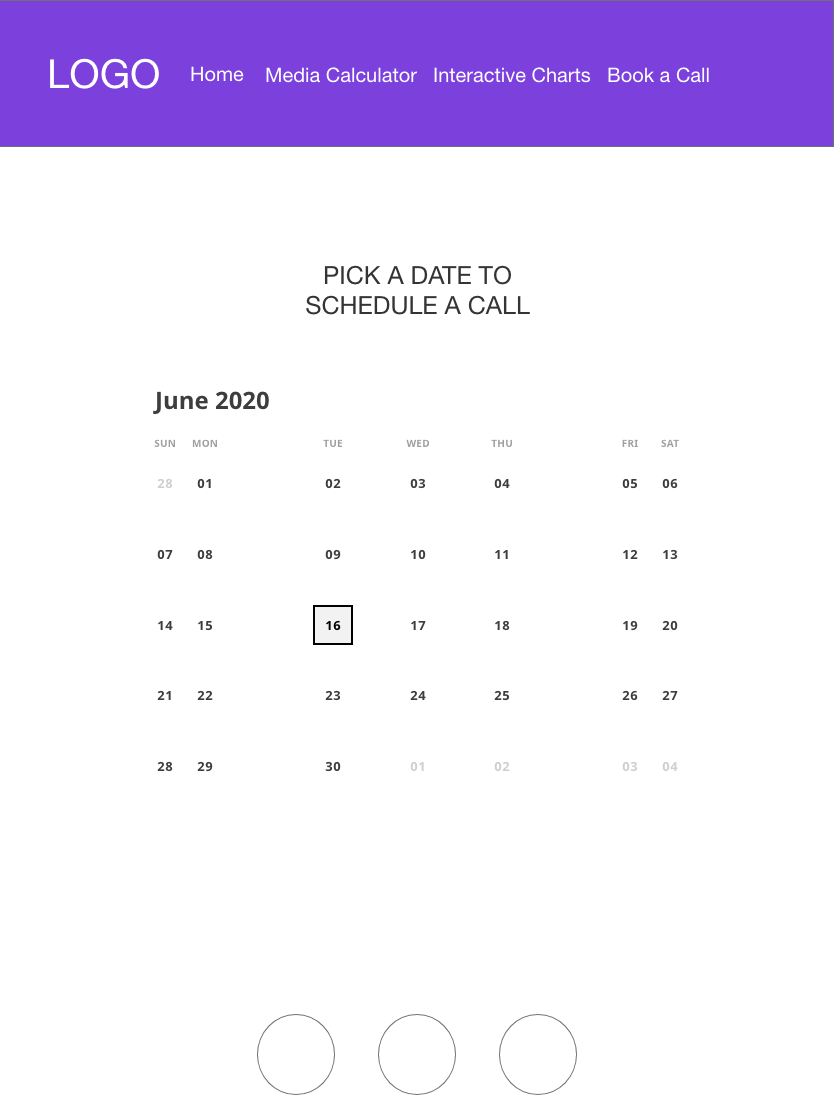 LOGO Home Media Calculator Interactive Charts Book a Call
PICK A DATE TO
SCHEDULE A CALL
June 2020
SUN MON TUE WED THU FRI SAT
28 01 02 03 04 05 06
07 08 09 10 11 12 13
14 15 16 17 18 19 20
21 22 23 24 25 26 27
28 29 30 01 02 03 04